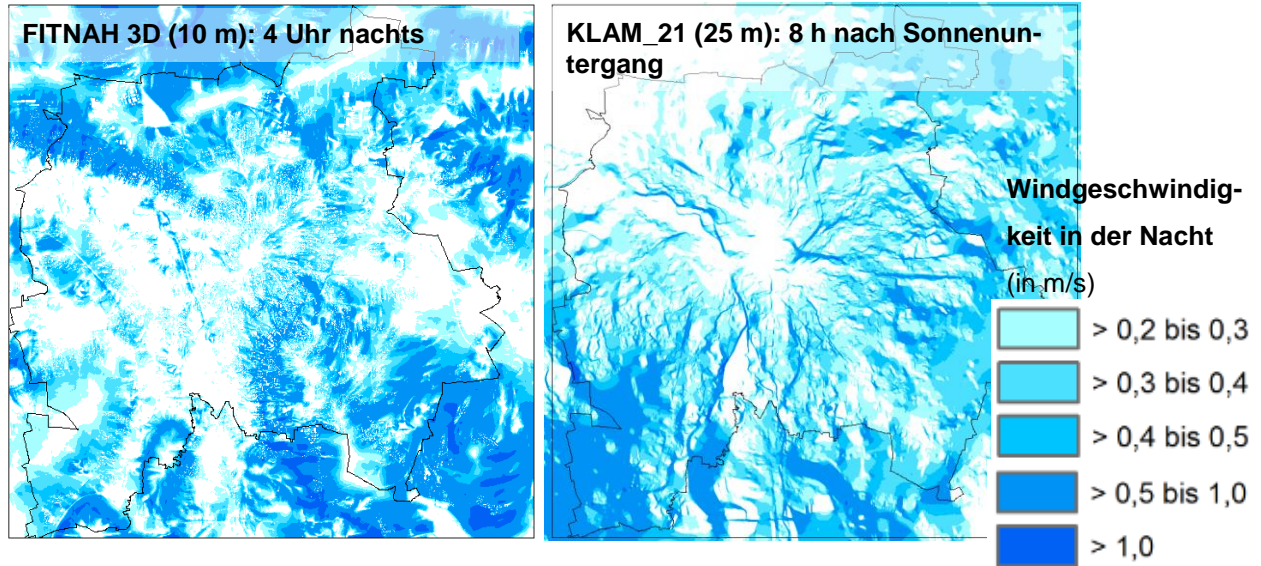 FITNAH 3D (10 m): 4 Uhr nachts
KLAM_21 (25 m): 8 h nach Sonnenun-
tergang
Windgeschwindig-
keit in der Nacht
(in m/s)
> 0,2 bis 0,3
> 0,3 bis 0,4
> 0,4 bis 0,5
> 0,5 bis 1,0
> 1,0